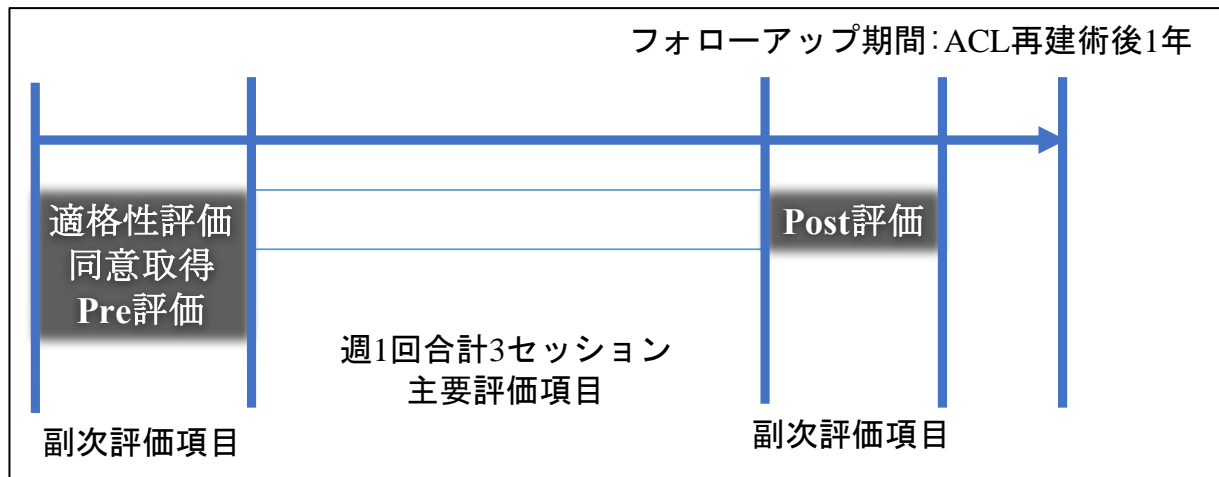 フォローアップ期間：ACL再建術後1年
適格性評価
同意取得
Pre評価
Post評価
週1回合計3セッション
主要評価項目
副次評価項目
副次評価項目